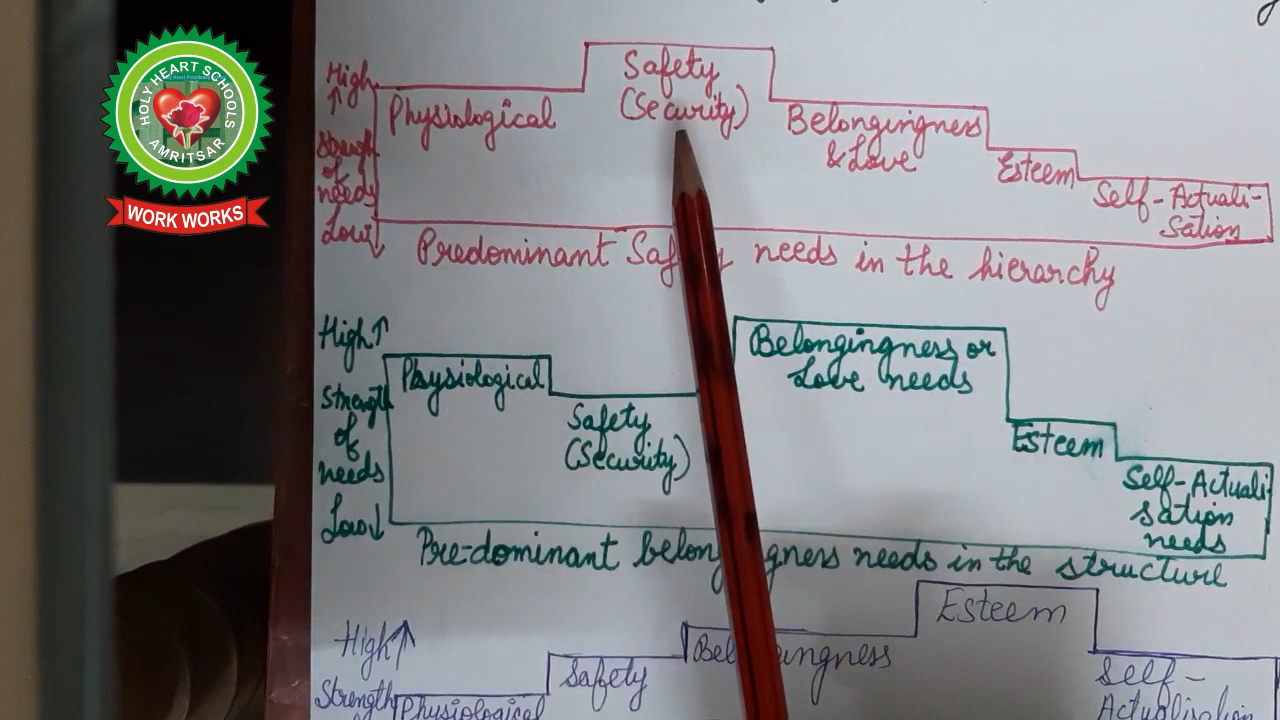 HOLY HEART SCHOOLS
AMRITSAR
WORK WORKS
High
Strength
of
needs
Low
Physiological
Safety
(Security)
Belongingness
& Love
Esteem
Self-Actuali-
sation
Predominant Safety needs in the hierarchy
High
Strength
of
needs
Low
Physiological
Safety
(Security)
Belongingness or
Love needs
Esteem
Self-Actuali
sation
needs
Pre-dominant belongingness needs in the structure
High
Strength
Physiological
Safety
Belongingness
Esteem
Self-
Actualisation